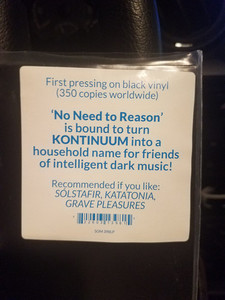 First pressing on black vinyl
(350 copies worldwide)
'No Need to Reason'
is bound to turn
KONTINUUM into a
household name for friends
of intelligent dark music!
Recommended if you like:
SÓLSTAFIR, KATATONIA,
GRAVE PLEASURES